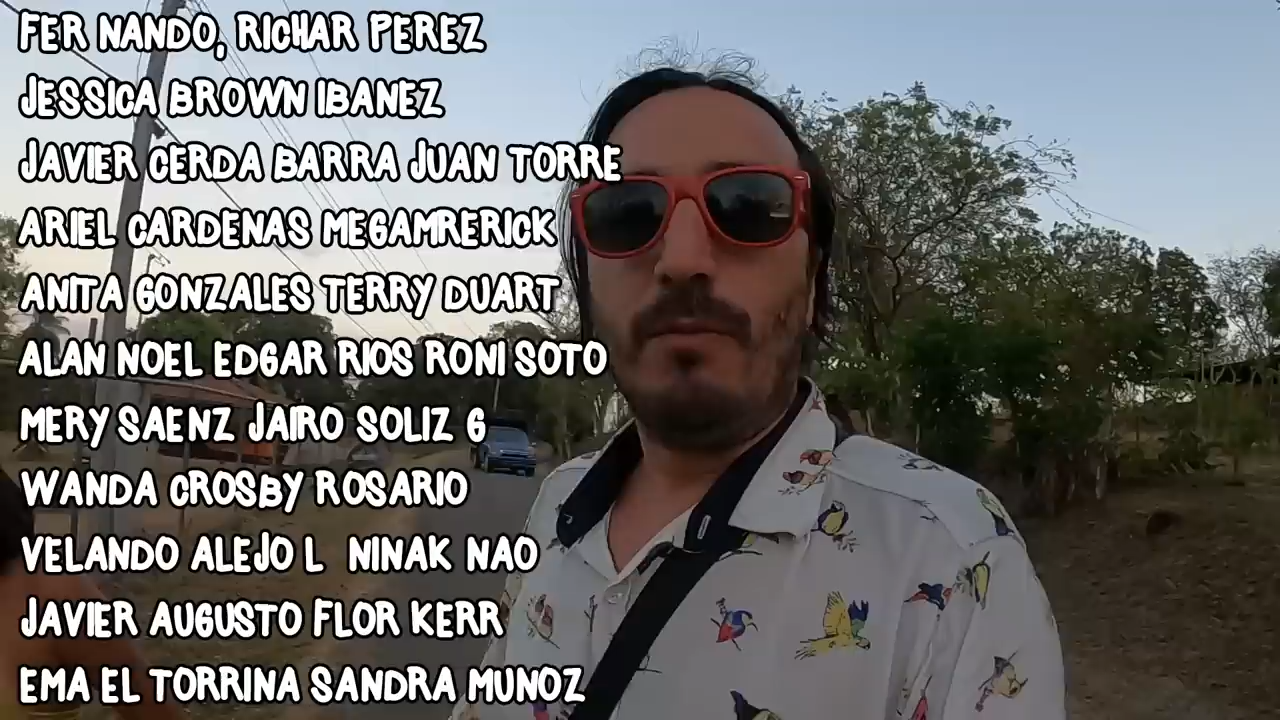 FER NANDO, RICHAR PEREZ
JESSICA BROWN IBANEZ
JAVIER CERDA BARRA JUAN TORRE
ARIEL CARDENAS MEGAMRERICK
ANITA GONZALES TERRY DUART
ALAN NOEL EDGAR RIOS RONI SOTO
MERY SAENZ JAIRO SOLIZ G
WANDA CROSBY ROSARIO
VELANDO ALEJO L NINAK NAO
JAVIER AUGUSTO FLOR KERR
EMA EL TORRINA SANDRA MUNOZ